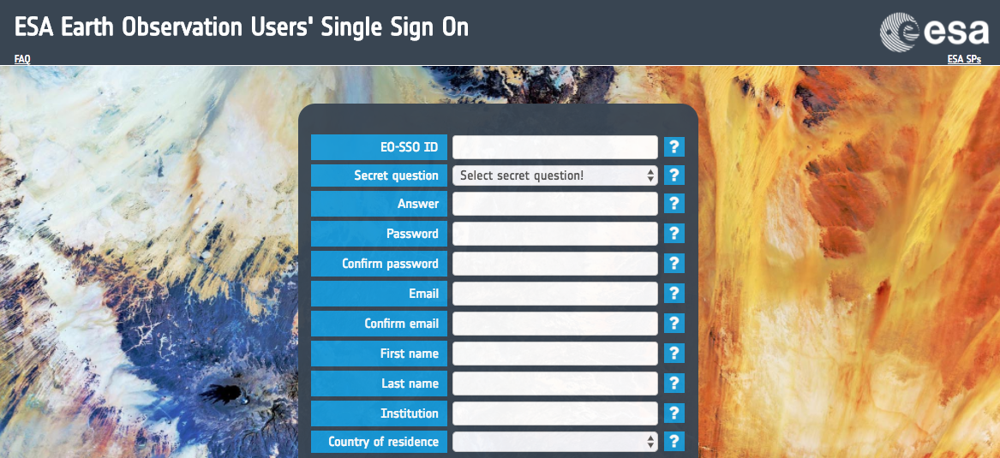 ESA Earth Observation Users' Single Sign On
esa
FAQ
ESA SPs
EO-SSO ID ?
Secret question Select secret question! ?
Answer ?
Password ?
Confirm password ?
Email ?
Confirm email ?
First name ?
Last name ?
Institution ?
Country of residence ?